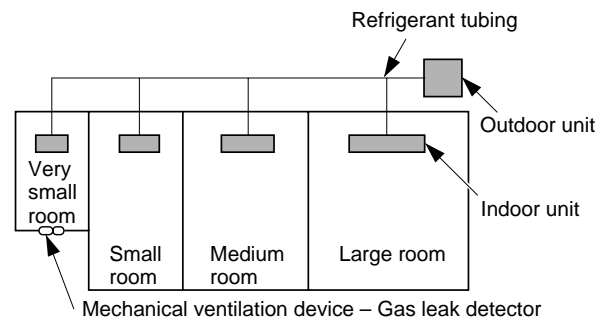 Refrigerant tubing
Outdoor unit
Very
small
room
Indoor unit
Small
room
Medium
room
Large room
Mechanical ventilation device – Gas leak detector